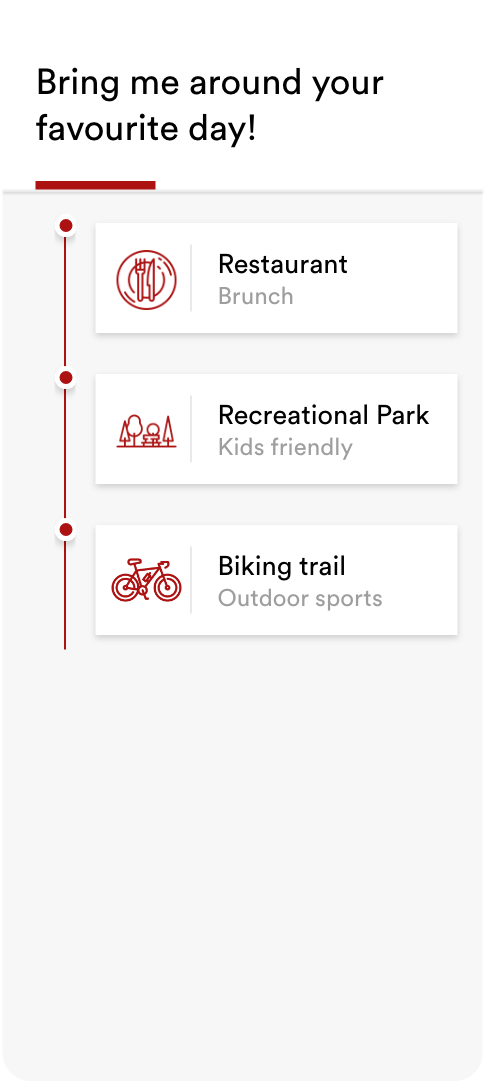 Bring me around your
favourite day!
Restaurant
Brunch
Recreational Park
Kids friendly
Biking trail
Outdoor sports